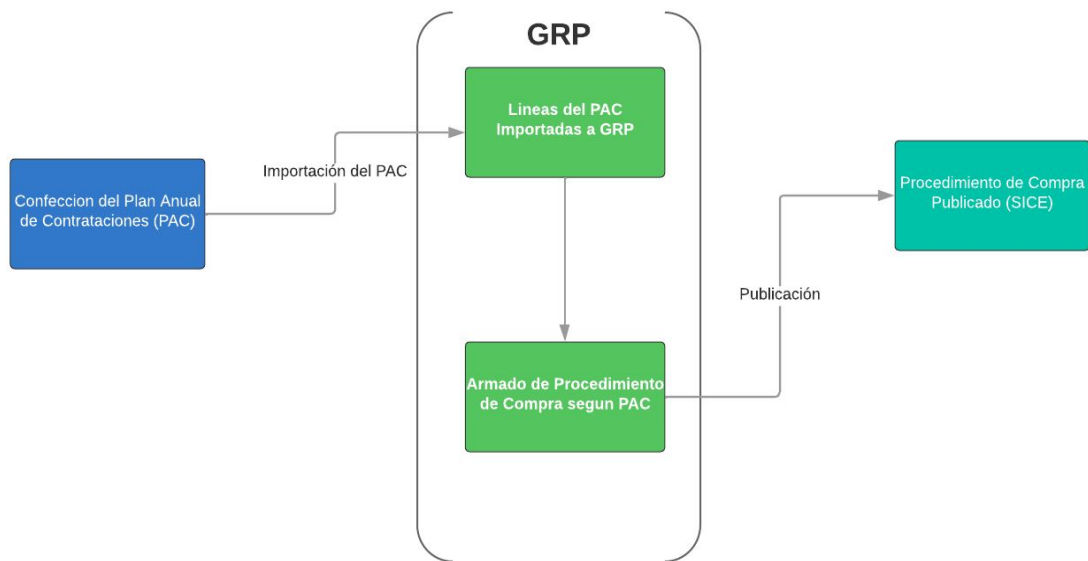 GRP
Lineas del PAC
Importadas a GRP
Confeccion del Plan Anual
de Contrataciones (PAC)
Importación del PAC
Armado de Procedimiento
de Compra segun PAC
Publicación
Procedimiento de Compra
Publicado (SICE)